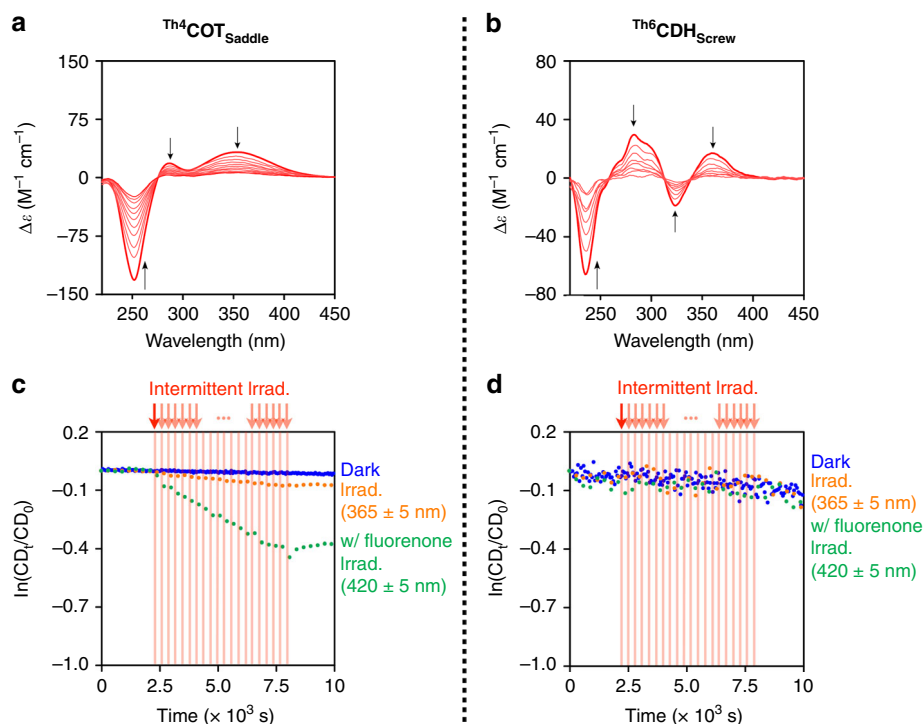 a
Th4COTSaddle
150
75
0
−75
−150
Δε (M−1 cm−1)
250 300 350 400 450
Wavelength (nm)
b
Th6CDHScrew
80
40
0
−40
−80
Δε (M−1 cm−1)
250 300 350 400 450
Wavelength (nm)
c
Intermittent Irrad.
...
0.2
−0.1
−0.4
−0.7
−1.0
ln(CDt/CD0)
0 2.5 5.0 7.5 10
Time (× 10³ s)
Dark
Irrad.
(365 ± 5 nm)
w/ fluorenone
Irrad.
(420 ± 5 nm)
d
Intermittent Irrad.
...
0.2
−0.1
−0.4
−0.7
−1.0
ln(CDt/CD0)
0 2.5 5.0 7.5 10
Time (× 10³ s)
Dark
Irrad.
(365 ± 5 nm)
w/ fluorenone
Irrad.
(420 ± 5 nm)